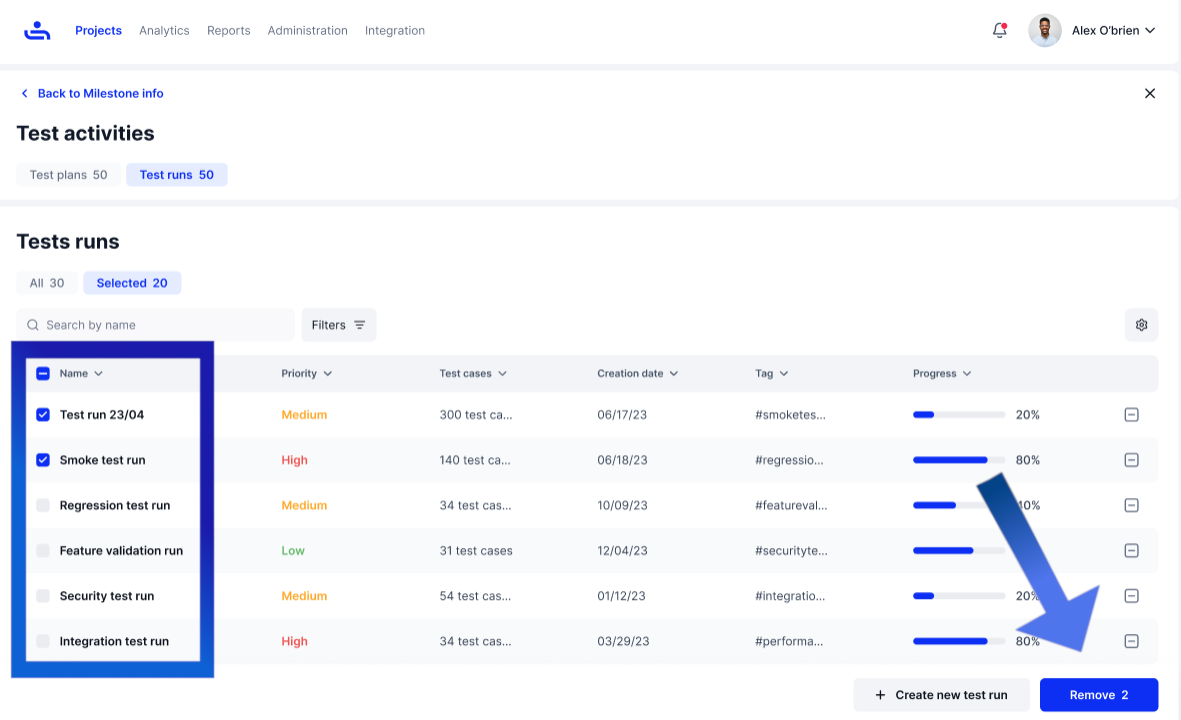 Projects Analytics Reports Administration Integration Alex O'brien
Back to Milestone info
Test activities
Test plans 50 Test runs 50
Tests runs
All 30 Selected 20
Search by name Filters
Name Priority Test cases Creation date Tag Progress
Test run 23/04 Medium 300 test ca... 06/17/23 #smoketes... 20%
Smoke test run High 140 test ca... 06/18/23 #regressio... 80%
Regression test run Medium 34 test cas... 10/09/23 #featureval...
Feature validation run Low 31 test cases 12/04/23 #securityte...
Security test run Medium 54 test cas... 01/12/23 #integratio... 20%
Integration test run High 34 test cas... 03/29/23 #performa... 80%
Create new test run Remove 2